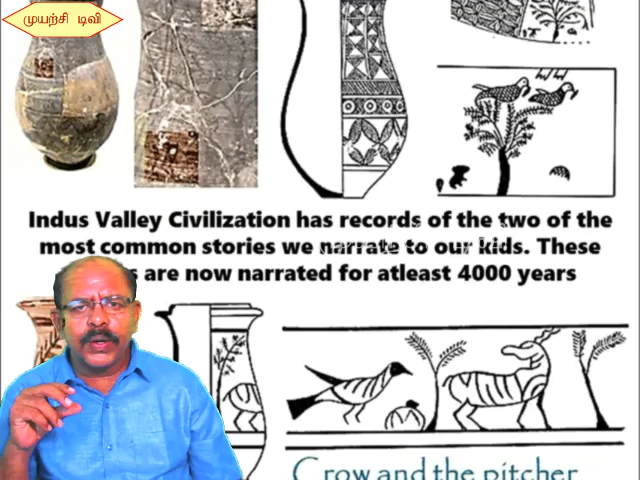 முயற்சி டிவி
Indus Valley Civilization has records of the two of the
most common stories we narrate to our kids. These
are now narrated for atleast 4000 years
Crow and the pitcher